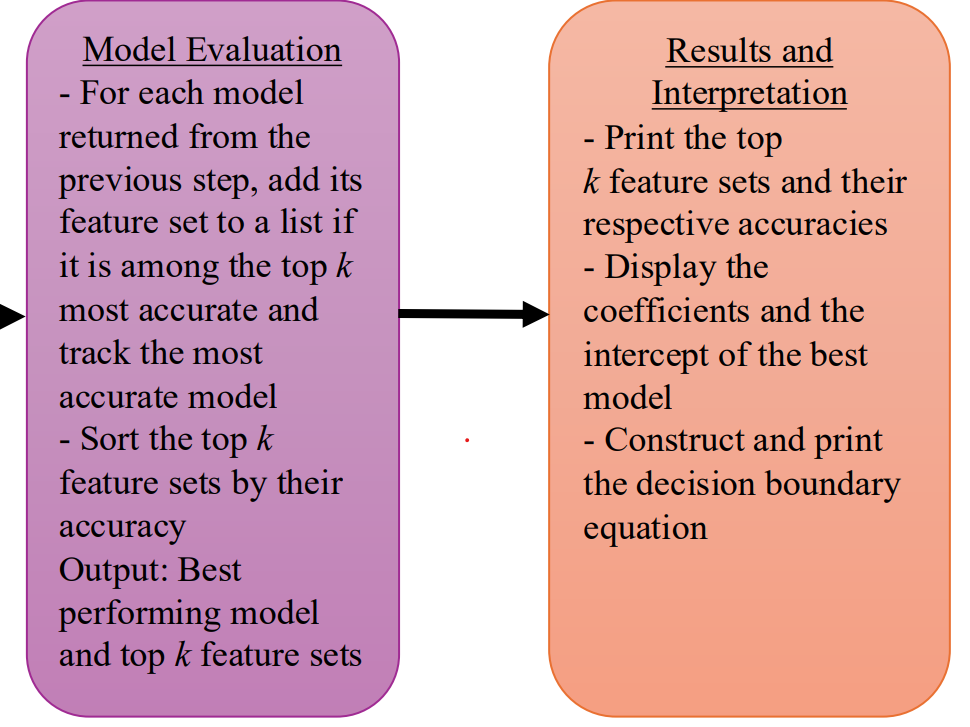 Model Evaluation
- For each model
returned from the
previous step, add its
feature set to a list if
it is among the top k
most accurate and
track the most
accurate model
- Sort the top k
feature sets by their
accuracy
Output: Best
performing model
and top k feature sets
Results and
Interpretation
- Print the top
k feature sets and their
respective accuracies
- Display the
coefficients and the
intercept of the best
model
- Construct and print
the decision boundary
equation